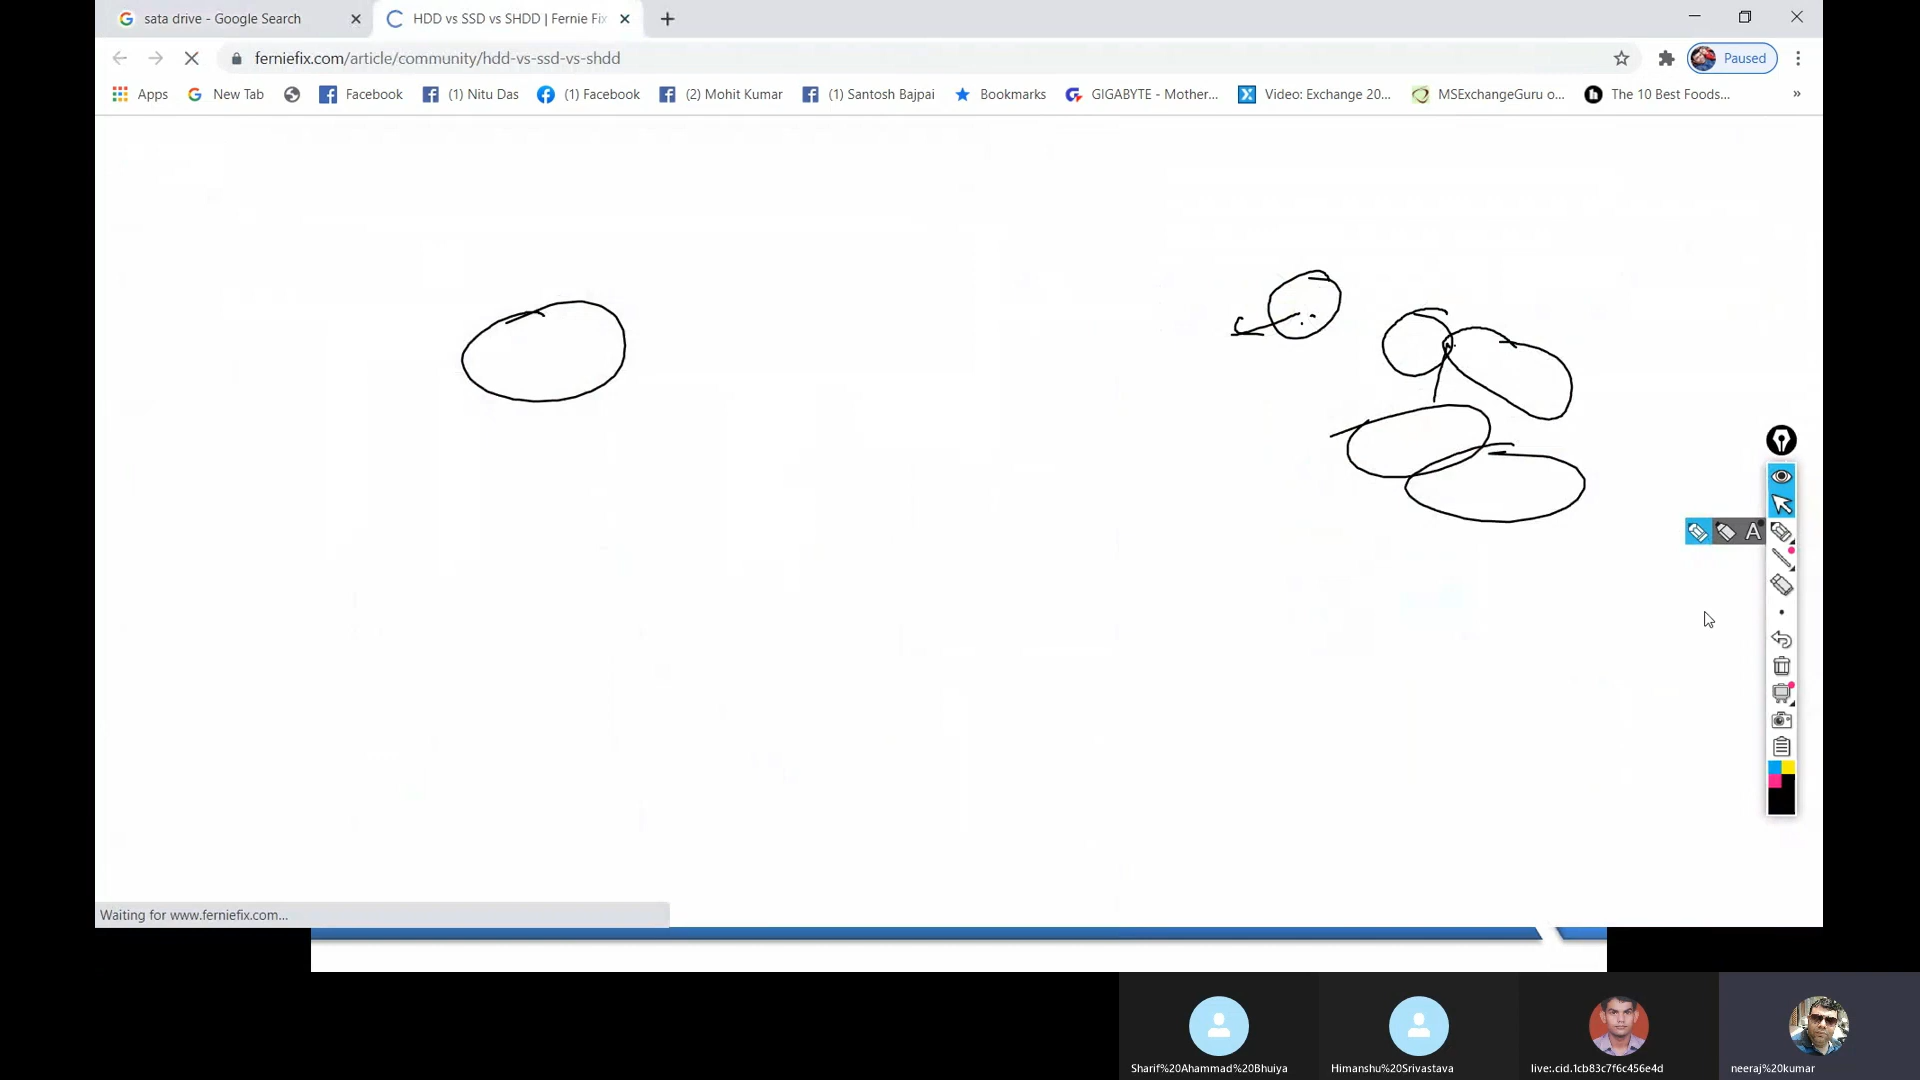 sata drive - Google Search
HDD vs SSD vs SHDD | Fernie Fix
ferniefix.com/article/community/hdd-vs-ssd-vs-shdd
Paused
Apps
New Tab
Facebook
(1) Nitu Das
(1) Facebook
(2) Mohit Kumar
(1) Santosh Bajpai
Bookmarks
GIGABYTE - Mother...
Video: Exchange 20...
MSExchangeGuru o...
The 10 Best Foods...
»
A
Waiting for www.ferniefix.com...
Sharif%20Ahammad%20Bhuiya
Himanshu%20Srivastava
live:.cid.1cb83c7f6c456e4d
neeraj%20kumar